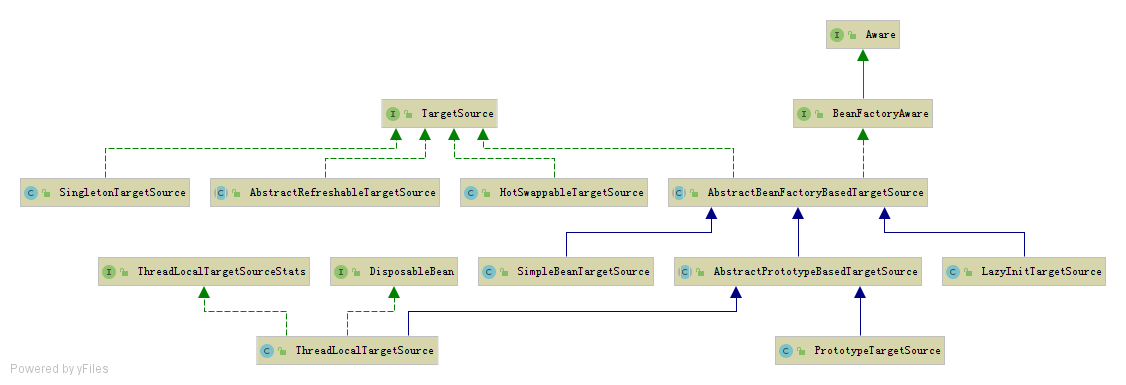 Aware
TargetSource
BeanFactoryAware
SingletonTargetSource
AbstractRefreshableTargetSource
HotSwappableTargetSource
AbstractBeanFactoryBasedTargetSource
ThreadLocalTargetSourceStats
DisposableBean
SimpleBeanTargetSource
AbstractPrototypeBasedTargetSource
LazyInitTargetSource
ThreadLocalTargetSource
PrototypeTargetSource
Powered by yFiles